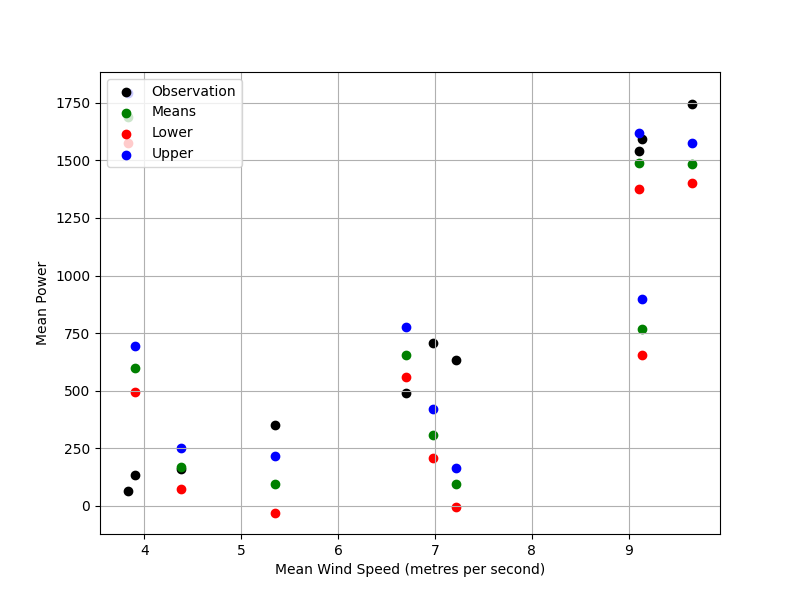 Observation
Means
Lower
Upper
1750
1500
1250
1000
750
500
250
0
Mean Power
4 5 6 7 8 9
Mean Wind Speed (metres per second)